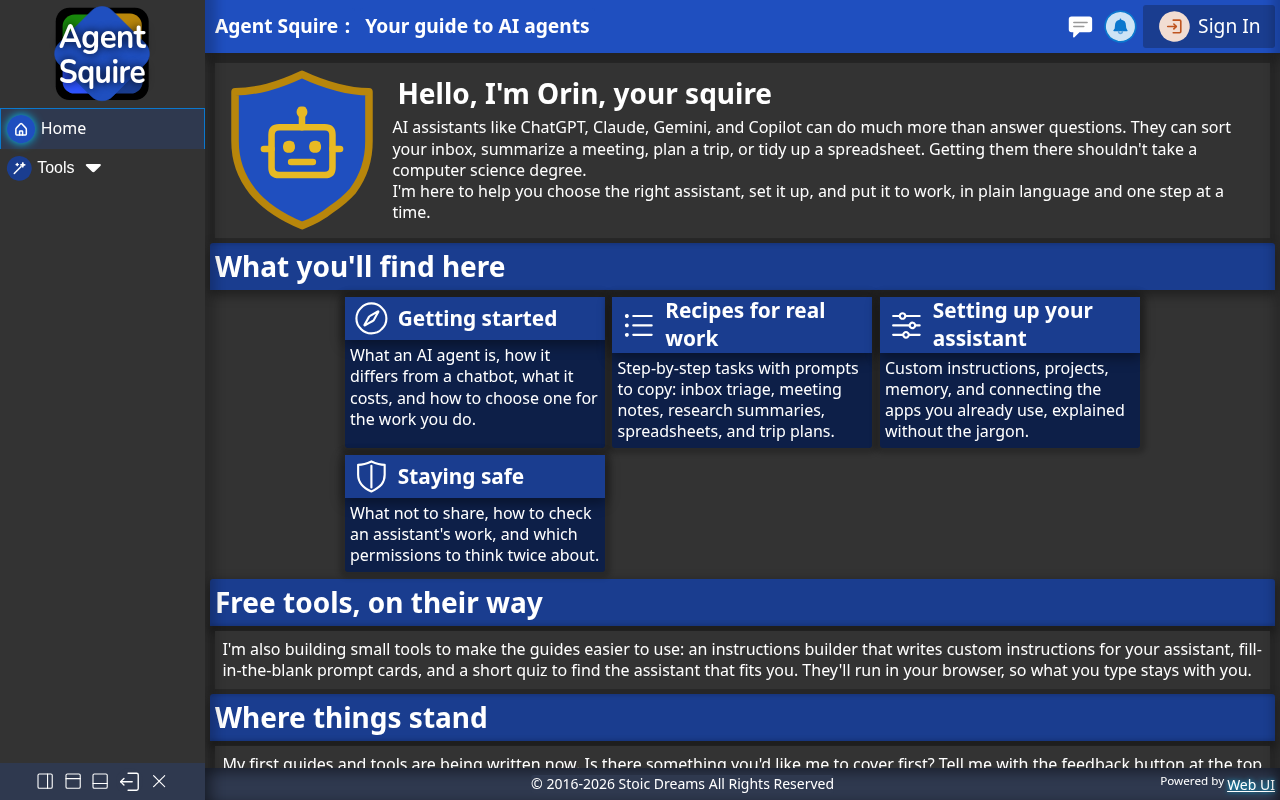 Agent
Squire
Home
Tools
Agent Squire : Your guide to AI agents
Sign In
Hello, I'm Orin, your squire
AI assistants like ChatGPT, Claude, Gemini, and Copilot can do much more than answer questions. They can sort
your inbox, summarize a meeting, plan a trip, or tidy up a spreadsheet. Getting them there shouldn't take a
computer science degree.
I'm here to help you choose the right assistant, set it up, and put it to work, in plain language and one step at a
time.
What you'll find here
Getting started
What an AI agent is, how it
differs from a chatbot, what it
costs, and how to choose one for
the work you do.
Recipes for real
work
Step-by-step tasks with prompts
to copy: inbox triage, meeting
notes, research summaries,
spreadsheets, and trip plans.
Setting up your
assistant
Custom instructions, projects,
memory, and connecting the
apps you already use, explained
without the jargon.
Staying safe
What not to share, how to check
an assistant's work, and which
permissions to think twice about.
Free tools, on their way
I'm also building small tools to make the guides easier to use: an instructions builder that writes custom instructions for your assistant, fill-
in-the-blank prompt cards, and a short quiz to find the assistant that fits you. They'll run in your browser, so what you type stays with you.
Where things stand
My first guides and tools are being written now. Is there something you'd like me to cover first? Tell me with the feedback button at the top
© 2016-2026 Stoic Dreams All Rights Reserved
Powered by Web UI